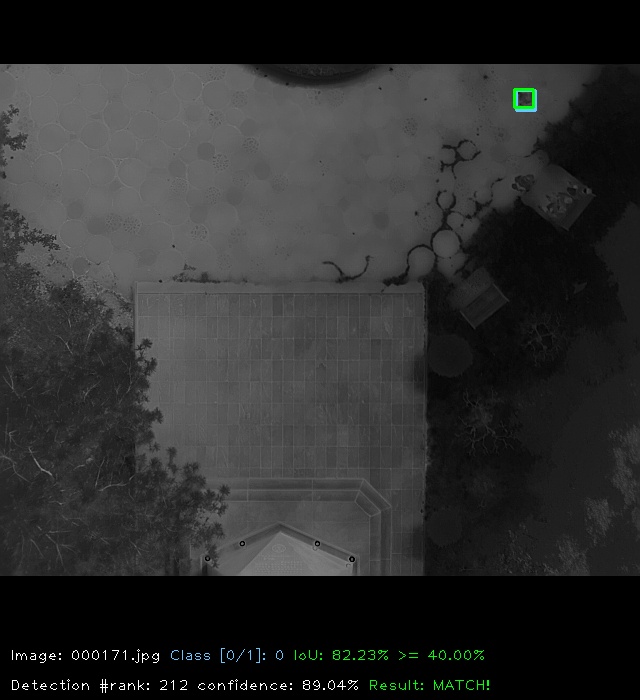 Image: 000171.jpg Class [0/1]: 0 IoU: 82.23% >= 40.00%
Detection #rank: 212 confidence: 89.04% Result: MATCH!